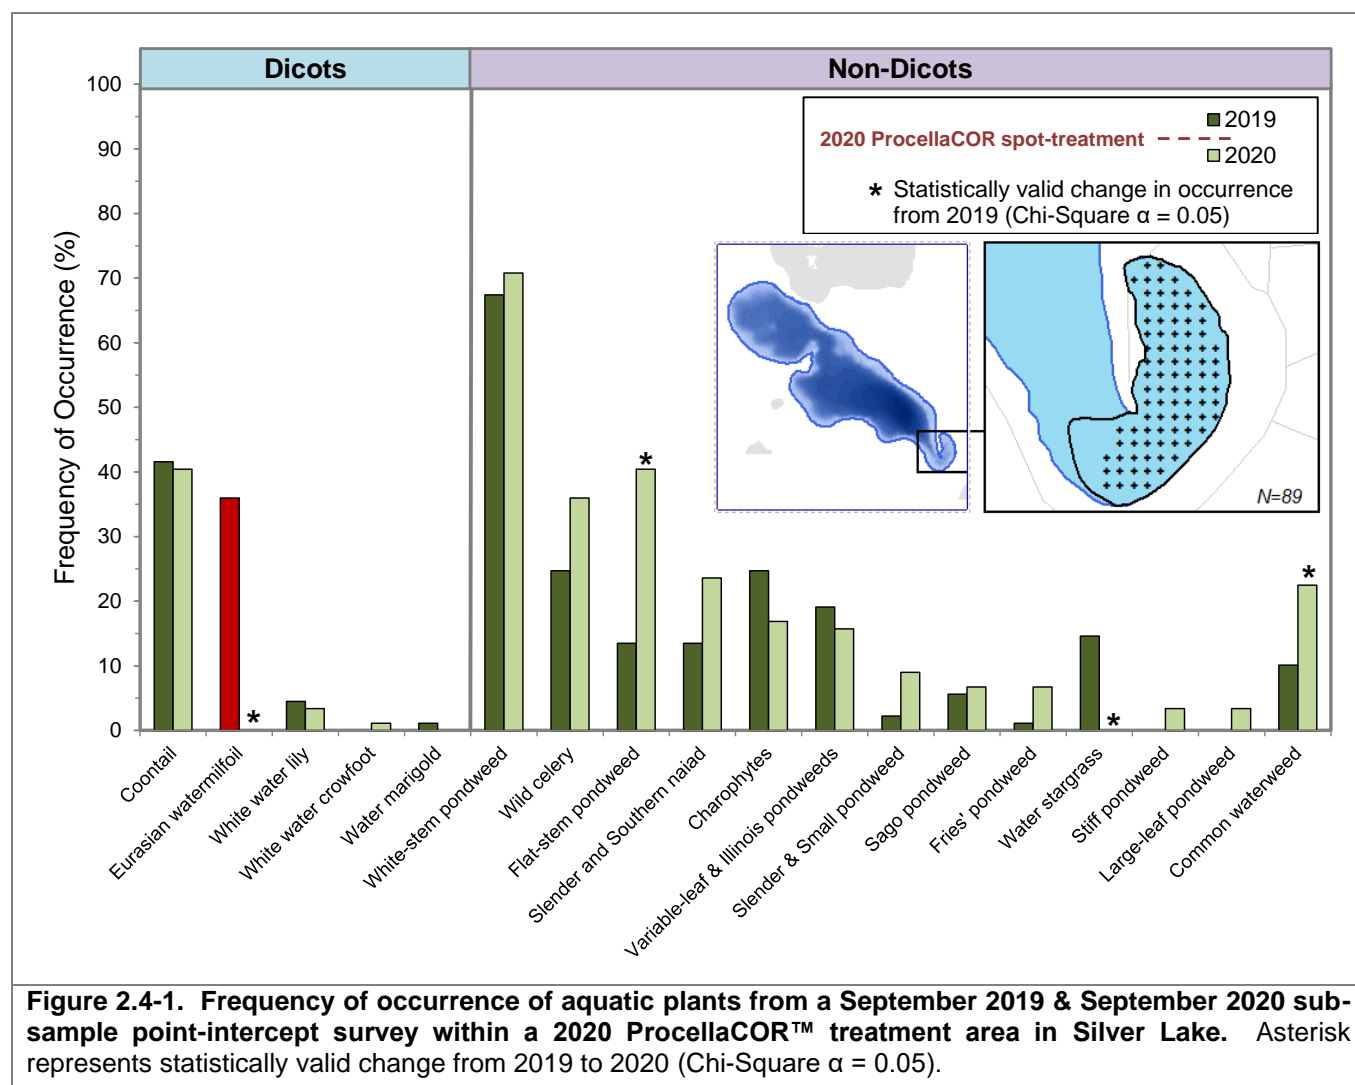 Dicots
Non-Dicots
2019
2020 ProcellaCOR spot-treatment
2020
* Statistically valid change in occurrence
from 2019 (Chi-Square α = 0.05)
Frequency of Occurrence (%)
100
90
80
70
60
50
40
30
20
10
0
*
*
*
*
N=89
Coontail
Eurasian watermilfoil
White water lily
White water crowfoot
Water marigold
White-stem pondweed
Wild celery
Flat-stem pondweed
Slender and Southern naiad
Charophytes
Variable-leaf & Illinois pondweeds
Slender & Small pondweed
Sago pondweed
Fries' pondweed
Water stargrass
Stiff pondweed
Large-leaf pondweed
Common waterweed
Figure 2.4-1. Frequency of occurrence of aquatic plants from a September 2019 & September 2020 sub-
sample point-intercept survey within a 2020 ProcellaCOR™ treatment area in Silver Lake. Asterisk
represents statistically valid change from 2019 to 2020 (Chi-Square α = 0.05).